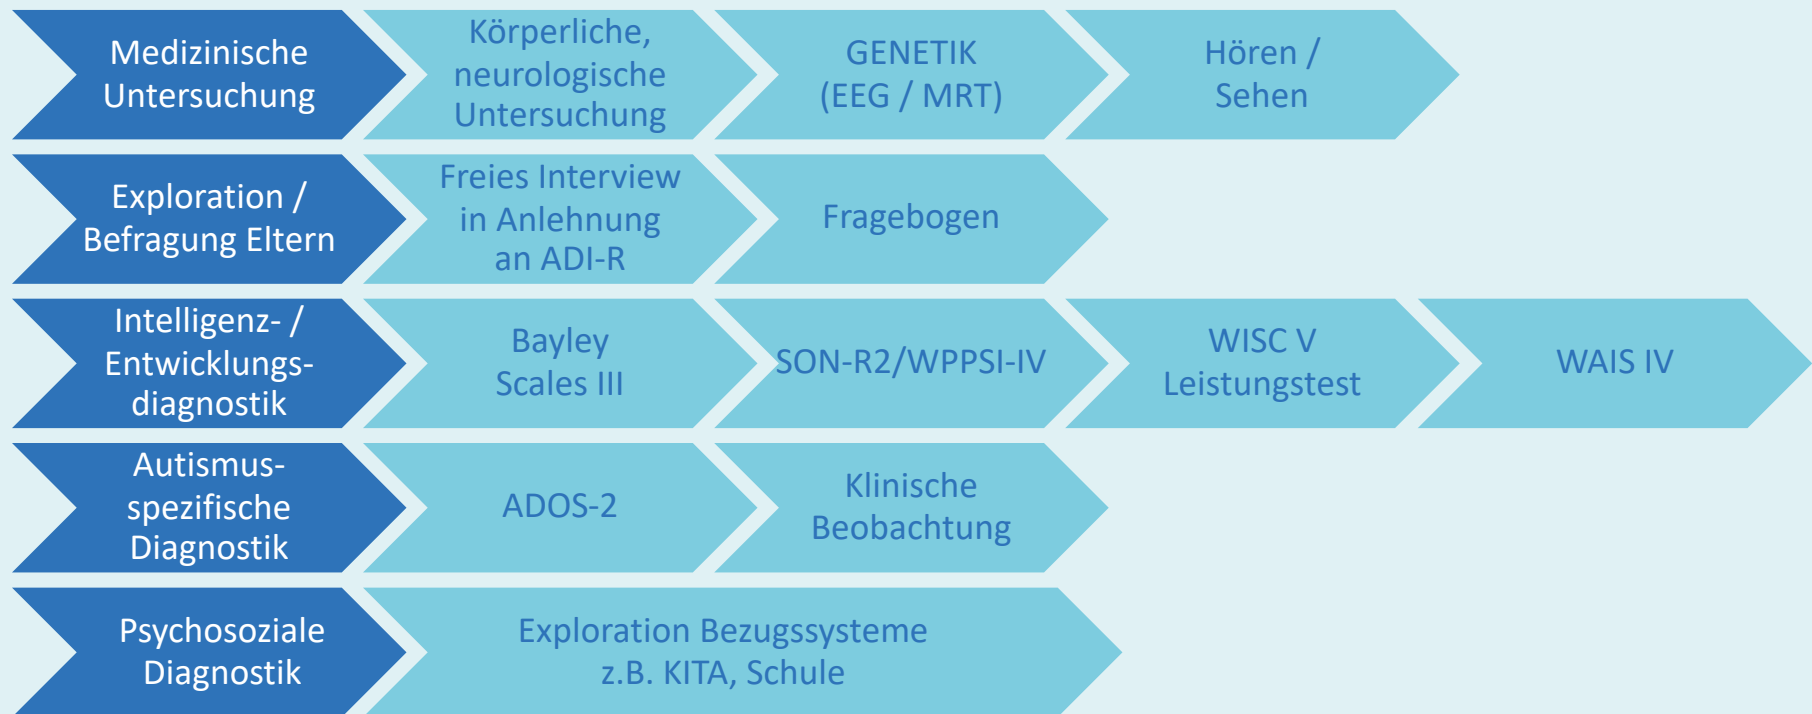 Medizinische
Untersuchung
Körperliche,
neurologische
Untersuchung
GENETIK
(EEG / MRT)
Hören /
Sehen
Exploration /
Befragung Eltern
Freies Interview
in Anlehnung
an ADI-R
Fragebogen
Intelligenz- /
Entwicklungs-
diagnostik
Bayley
Scales III
SON-R2/WPPSI-IV
WISC V
Leistungstest
WAIS IV
Autismus-
spezifische
Diagnostik
ADOS-2
Klinische
Beobachtung
Psychosoziale
Diagnostik
Exploration Bezugssysteme
z.B. KITA, Schule